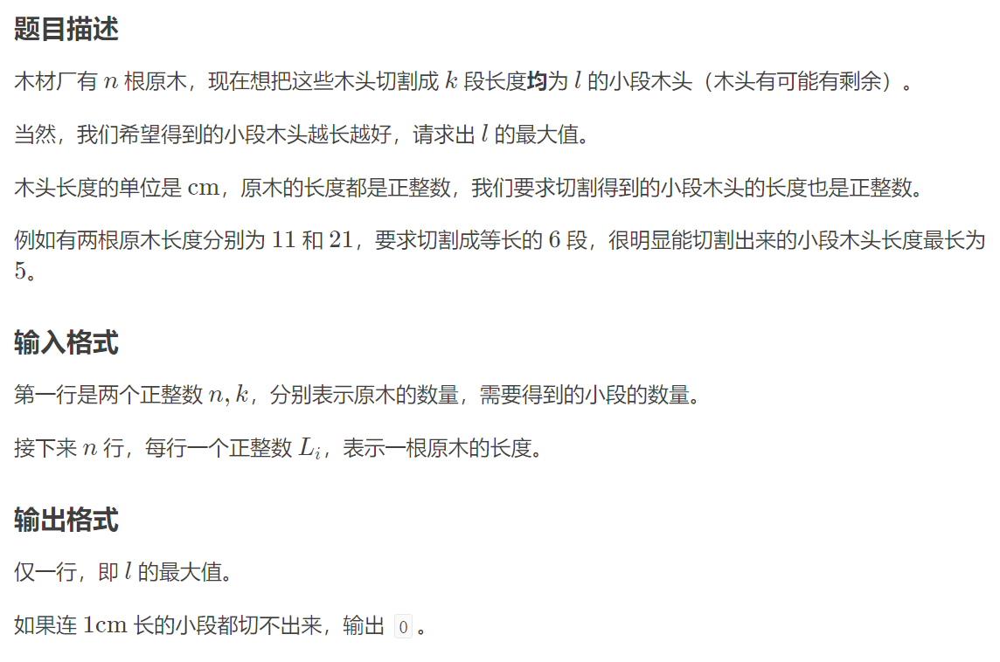 题目描述
木材厂有 n 根原木，现在想把这些木头切割成 k 段长度均为 l 的小段木头（木头有可能有剩余）。
当然，我们希望得到的小段木头越长越好，请求出 l 的最大值。
木头长度的单位是 cm，原木的长度都是正整数，我们要求切割得到的小段木头的长度也是正整数。
例如有两根原木长度分别为 11 和 21，要求切割成等长的 6 段，很明显能切割出来的小段木头长度最长为
5。
输入格式
第一行是两个正整数 n, k，分别表示原木的数量，需要得到的小段的数量。
接下来 n 行，每行一个正整数 L_i，表示一根原木的长度。
输出格式
仅一行，即 l 的最大值。
如果连 1cm 长的小段都切不出来，输出 0 。